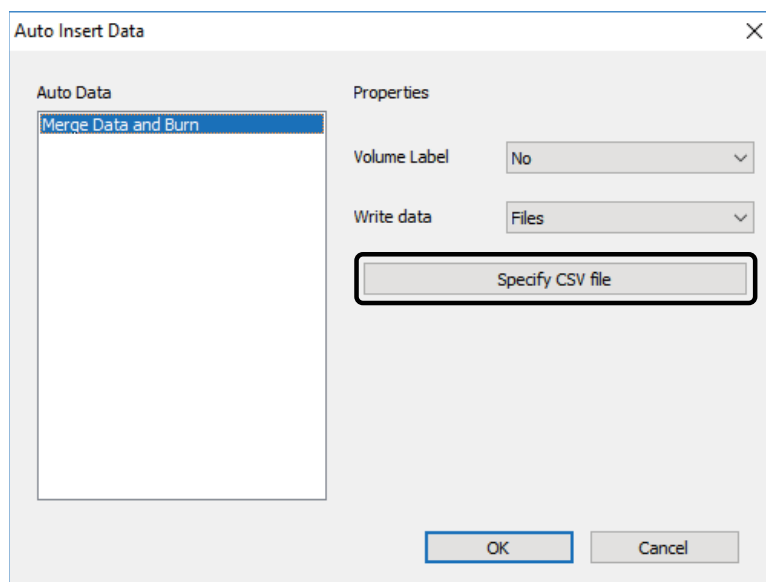 Auto Insert Data
Auto Data
Merge Data and Burn
Properties
Volume Label
No
Write data
Files
Specify CSV file
OK
Cancel